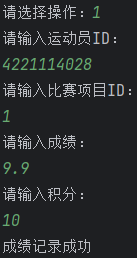 请选择操作：1
请输入运动员ID：
4221114028
请输入比赛项目ID：
1
请输入成绩：
9.9
请输入积分：
10
成绩记录成功